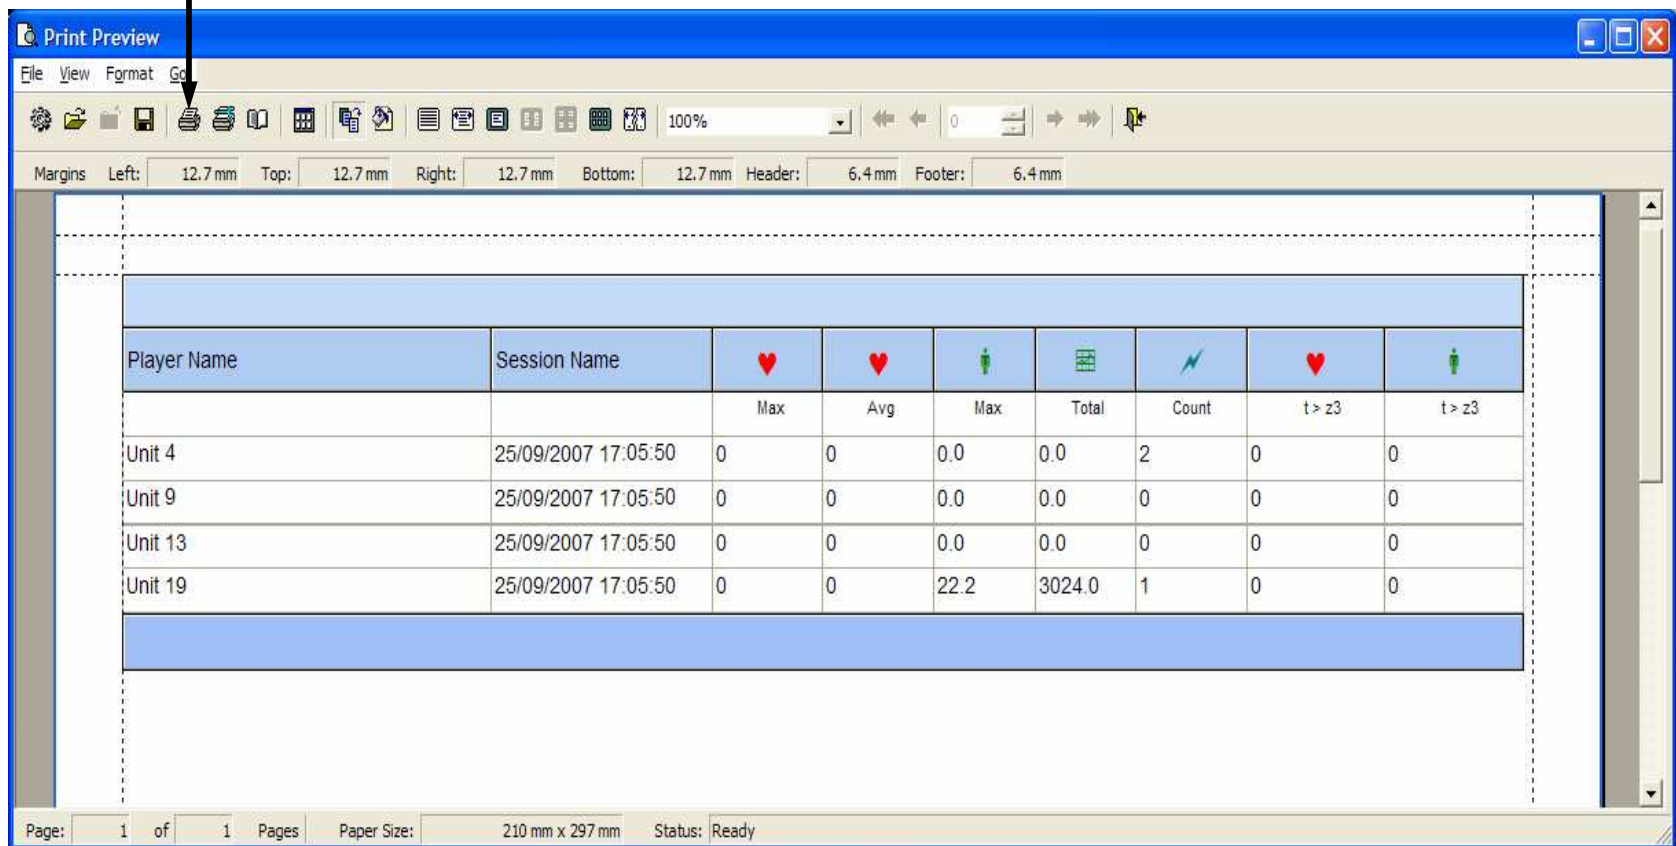 Print Preview
File View Format Go
100% 0
Margins Left: 12.7 mm Top: 12.7 mm Right: 12.7 mm Bottom: 12.7 mm Header: 6.4 mm Footer: 6.4 mm
Player Name Session Name
Max Avg Max Total Count t > z3 t > z3
Unit 4 25/09/2007 17:05:50 0 0 0.0 0.0 2 0 0
Unit 9 25/09/2007 17:05:50 0 0 0.0 0.0 0 0 0
Unit 13 25/09/2007 17:05:50 0 0 0.0 0.0 0 0 0
Unit 19 25/09/2007 17:05:50 0 0 22.2 3024.0 1 0 0
Page: 1 of 1 Pages Paper Size: 210 mm x 297 mm Status: Ready